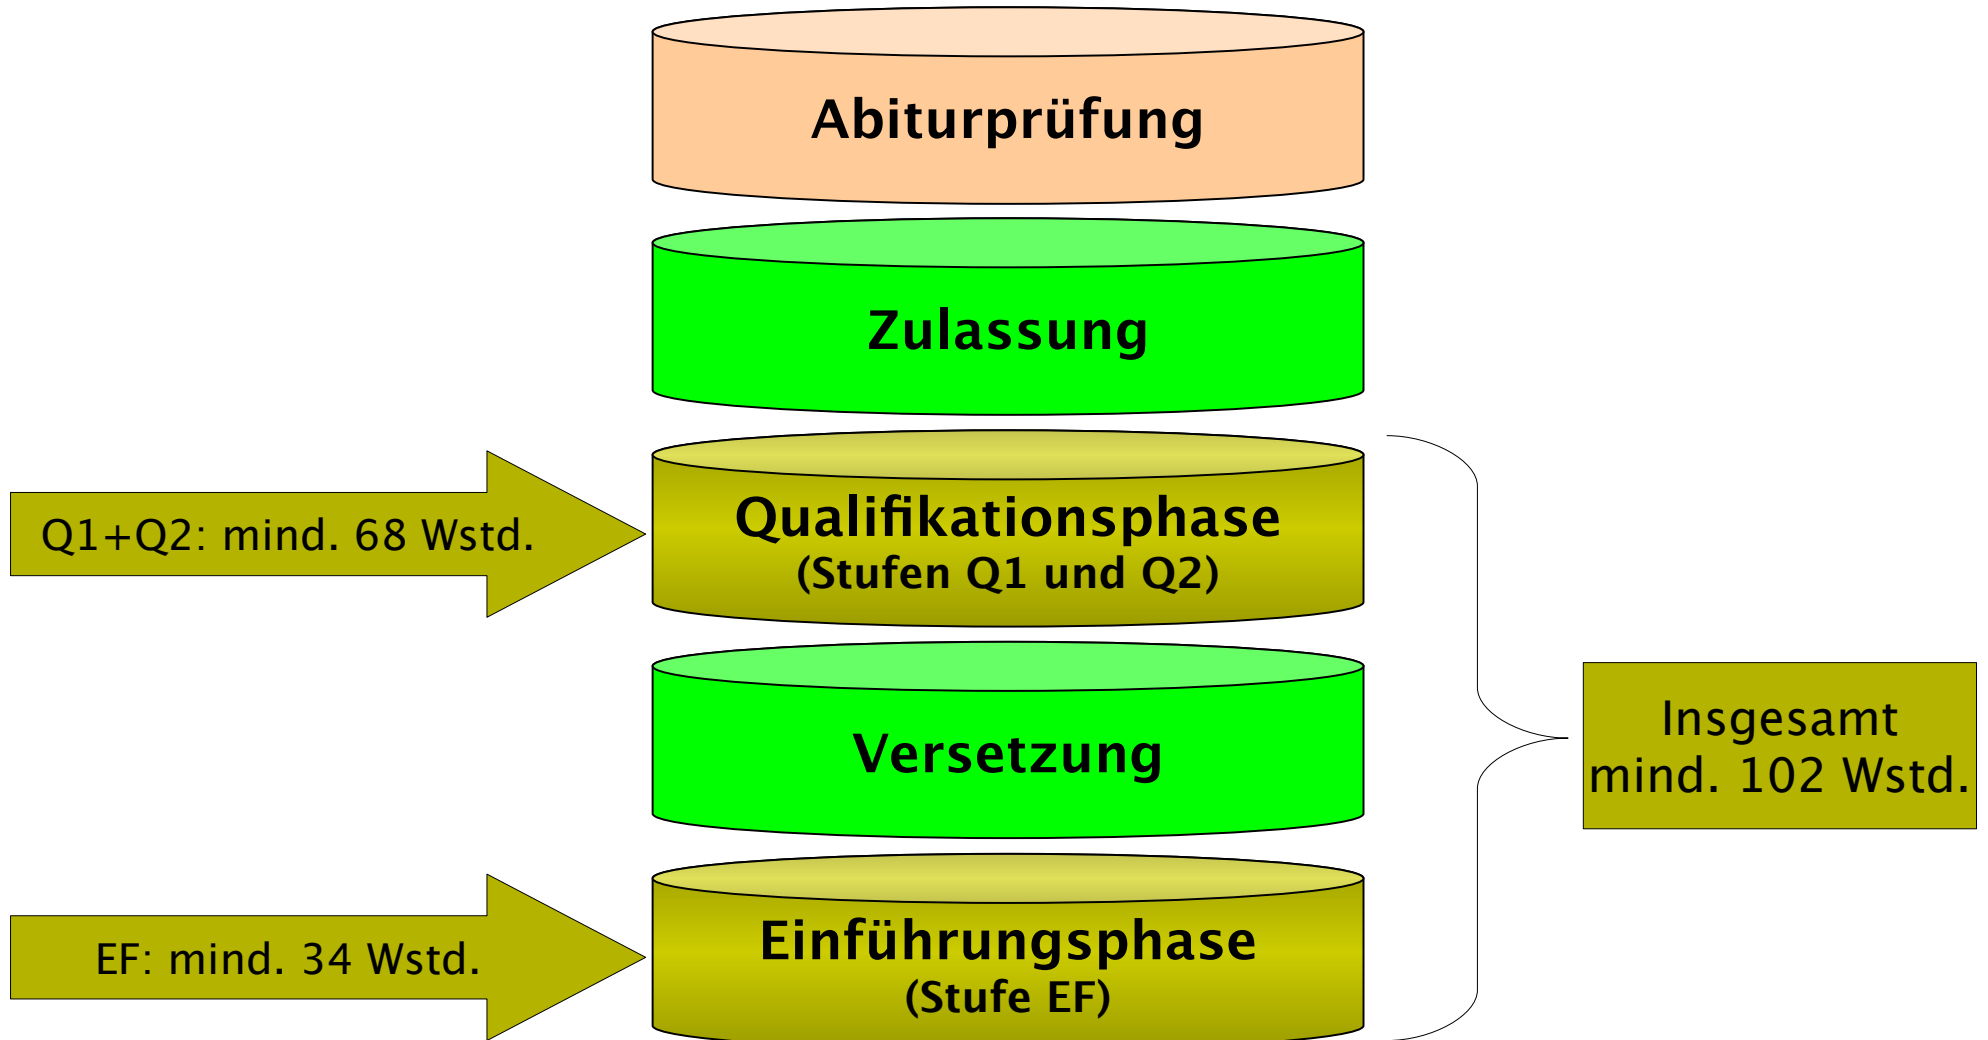 Abiturprüfung
Zulassung
Q1+Q2: mind. 68 Wstd.
Qualifikationsphase
(Stufen Q1 und Q2)
Versetzung
Insgesamt
mind. 102 Wstd.
EF: mind. 34 Wstd.
Einführungsphase
(Stufe EF)